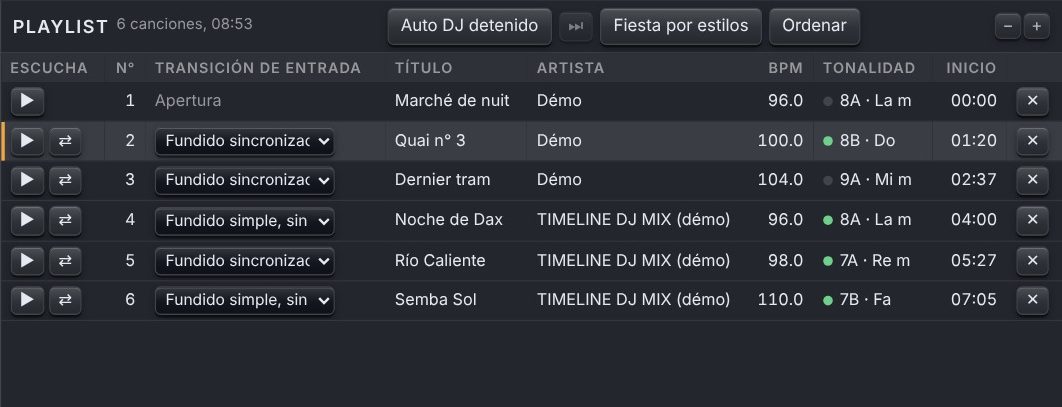 PLAYLIST 6 canciones, 08:53 Auto DJ detenido Fiesta por estilos Ordenar − +
ESCUCHA N° TRANSICIÓN DE ENTRADA TÍTULO ARTISTA BPM TONALIDAD INICIO
1 Apertura Marché de nuit Démo 96.0 8A · La m 00:00 ✕
2 Fundido sincronizac Quai n° 3 Démo 100.0 8B · Do 01:20 ✕
3 Fundido sincronizac Dernier tram Démo 104.0 9A · Mi m 02:37 ✕
4 Fundido simple, sin Noche de Dax TIMELINE DJ MIX (démo) 96.0 8A · La m 04:00 ✕
5 Fundido sincronizac Río Caliente TIMELINE DJ MIX (démo) 98.0 7A · Re m 05:27 ✕
6 Fundido simple, sin Semba Sol TIMELINE DJ MIX (démo) 110.0 7B · Fa 07:05 ✕